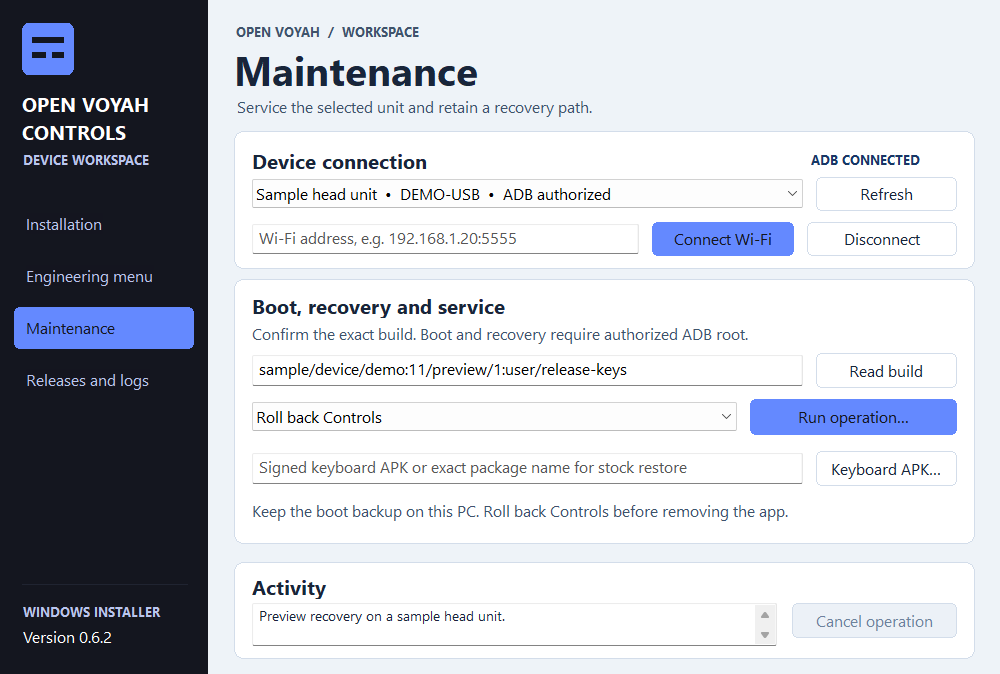 OPEN VOYAH
CONTROLS
DEVICE WORKSPACE
Installation
Engineering menu
Maintenance
Releases and logs
WINDOWS INSTALLER
Version 0.6.2
OPEN VOYAH / WORKSPACE
Maintenance
Service the selected unit and retain a recovery path.
Device connection
ADB CONNECTED
Sample head unit • DEMO-USB • ADB authorized
Refresh
Wi-Fi address, e.g. 192.168.1.20:5555
Connect Wi-Fi
Disconnect
Boot, recovery and service
Confirm the exact build. Boot and recovery require authorized ADB root.
sample/device/demo:11/preview/1:user/release-keys
Read build
Roll back Controls
Run operation...
Signed keyboard APK or exact package name for stock restore
Keyboard APK...
Keep the boot backup on this PC. Roll back Controls before removing the app.
Activity
Preview recovery on a sample head unit.
Cancel operation